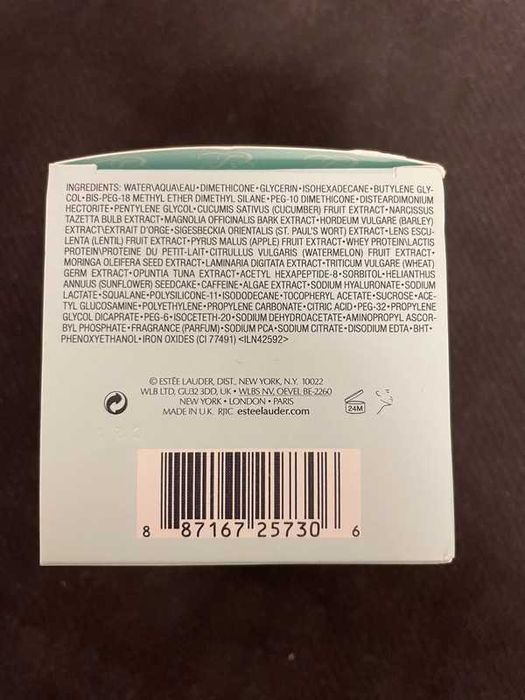 INGREDIENTS: WATER\AQUA\EAU•DIMETHICONE•GLYCERIN•ISOHEXADECANE•BUTYLENE GLY-
COL•BIS-PEG-18 METHYL ETHER DIMETHYL SILANE•PEG-10 DIMETHICONE•DISTEARDIMONIUM
HECTORITE•PENTYLENE GLYCOL•CUCUMIS SATIVUS (CUCUMBER) FRUIT EXTRACT•NARCISSUS
TAZETTA BULB EXTRACT•MAGNOLIA OFFICINALIS BARK EXTRACT•HORDEUM VULGARE (BARLEY)
EXTRACT\EXTRAIT D'ORGE•SIGESBECKIA ORIENTALIS (ST. PAUL'S WORT) EXTRACT•LENS ESCU-
LENTA (LENTIL) FRUIT EXTRACT•PYRUS MALUS (APPLE) FRUIT EXTRACT•WHEY PROTEIN\LACTIS
PROTEIN\PROTÉINE DU PETIT-LAIT•CITRULLUS VULGARIS (WATERMELON) FRUIT EXTRACT•
MORINGA OLEIFERA SEED EXTRACT•LAMINARIA DIGITATA EXTRACT•TRITICUM VULGARE (WHEAT)
GERM EXTRACT•OPUNTIA TUNA EXTRACT•ACETYL HEXAPEPTIDE-8•SORBITOL•HELIANTHUS
ANNUUS (SUNFLOWER) SEEDCAKE•CAFFEINE•ALGAE EXTRACT•SODIUM HYALURONATE•SODIUM
LACTATE•SQUALANE•POLYSILICONE-11•ISODODECANE•TOCOPHERYL ACETATE•SUCROSE•ACE-
TYL GLUCOSAMINE•POLYETHYLENE•PROPYLENE CARBONATE•CITRIC ACID•PEG-32•PROPYLENE
GLYCOL DICAPRATE•PEG-6•ISOCETETH-20•SODIUM DEHYDROACETATE•AMINOPROPYL ASCOR-
BYL PHOSPHATE•FRAGRANCE (PARFUM)•SODIUM PCA•SODIUM CITRATE•DISODIUM EDTA•BHT•
PHENOXYETHANOL•IRON OXIDES (CI 77491) <ILN42592>
© ESTÉE LAUDER, DIST. NEW YORK, N.Y. 10022
WLB LTD, GU32 3DD, UK • WLBS NV, OEVEL BE-2260
NEW YORK • LONDON • PARIS
MADE IN U.K. RJIC esteelauder.com
24M
8 87167 25730 6